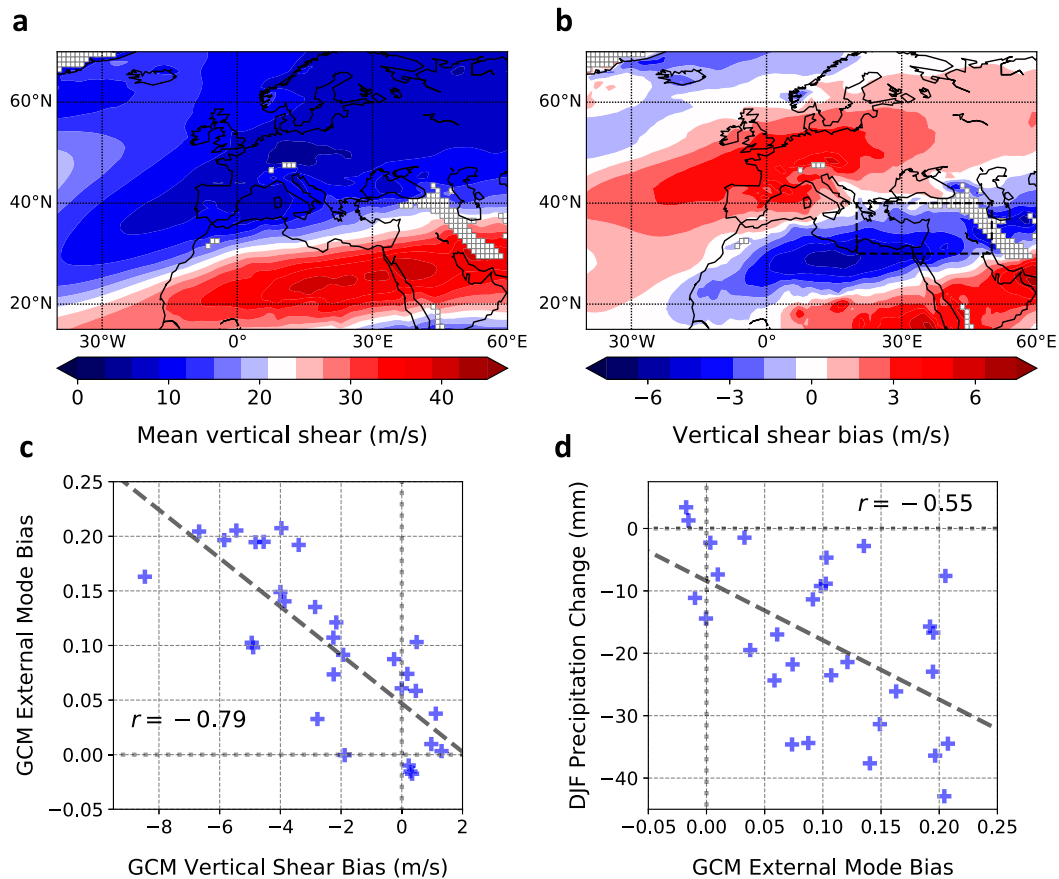 a
b
60°N
40°N
20°N
30°W 0° 30°E 60°E
60°N
40°N
20°N
30°W 0° 30°E 60°E
0 10 20 30 40
Mean vertical shear (m/s)
−6 −3 0 3 6
Vertical shear bias (m/s)
c
d
0.25
0.20
0.15
0.10
0.05
0.00
−0.05
GCM External Mode Bias
r = −0.79
−8 −6 −4 −2 0 2
GCM Vertical Shear Bias (m/s)
0
−10
−20
−30
−40
DJF Precipitation Change (mm)
r = −0.55
−0.05 0.00 0.05 0.10 0.15 0.20 0.25
GCM External Mode Bias